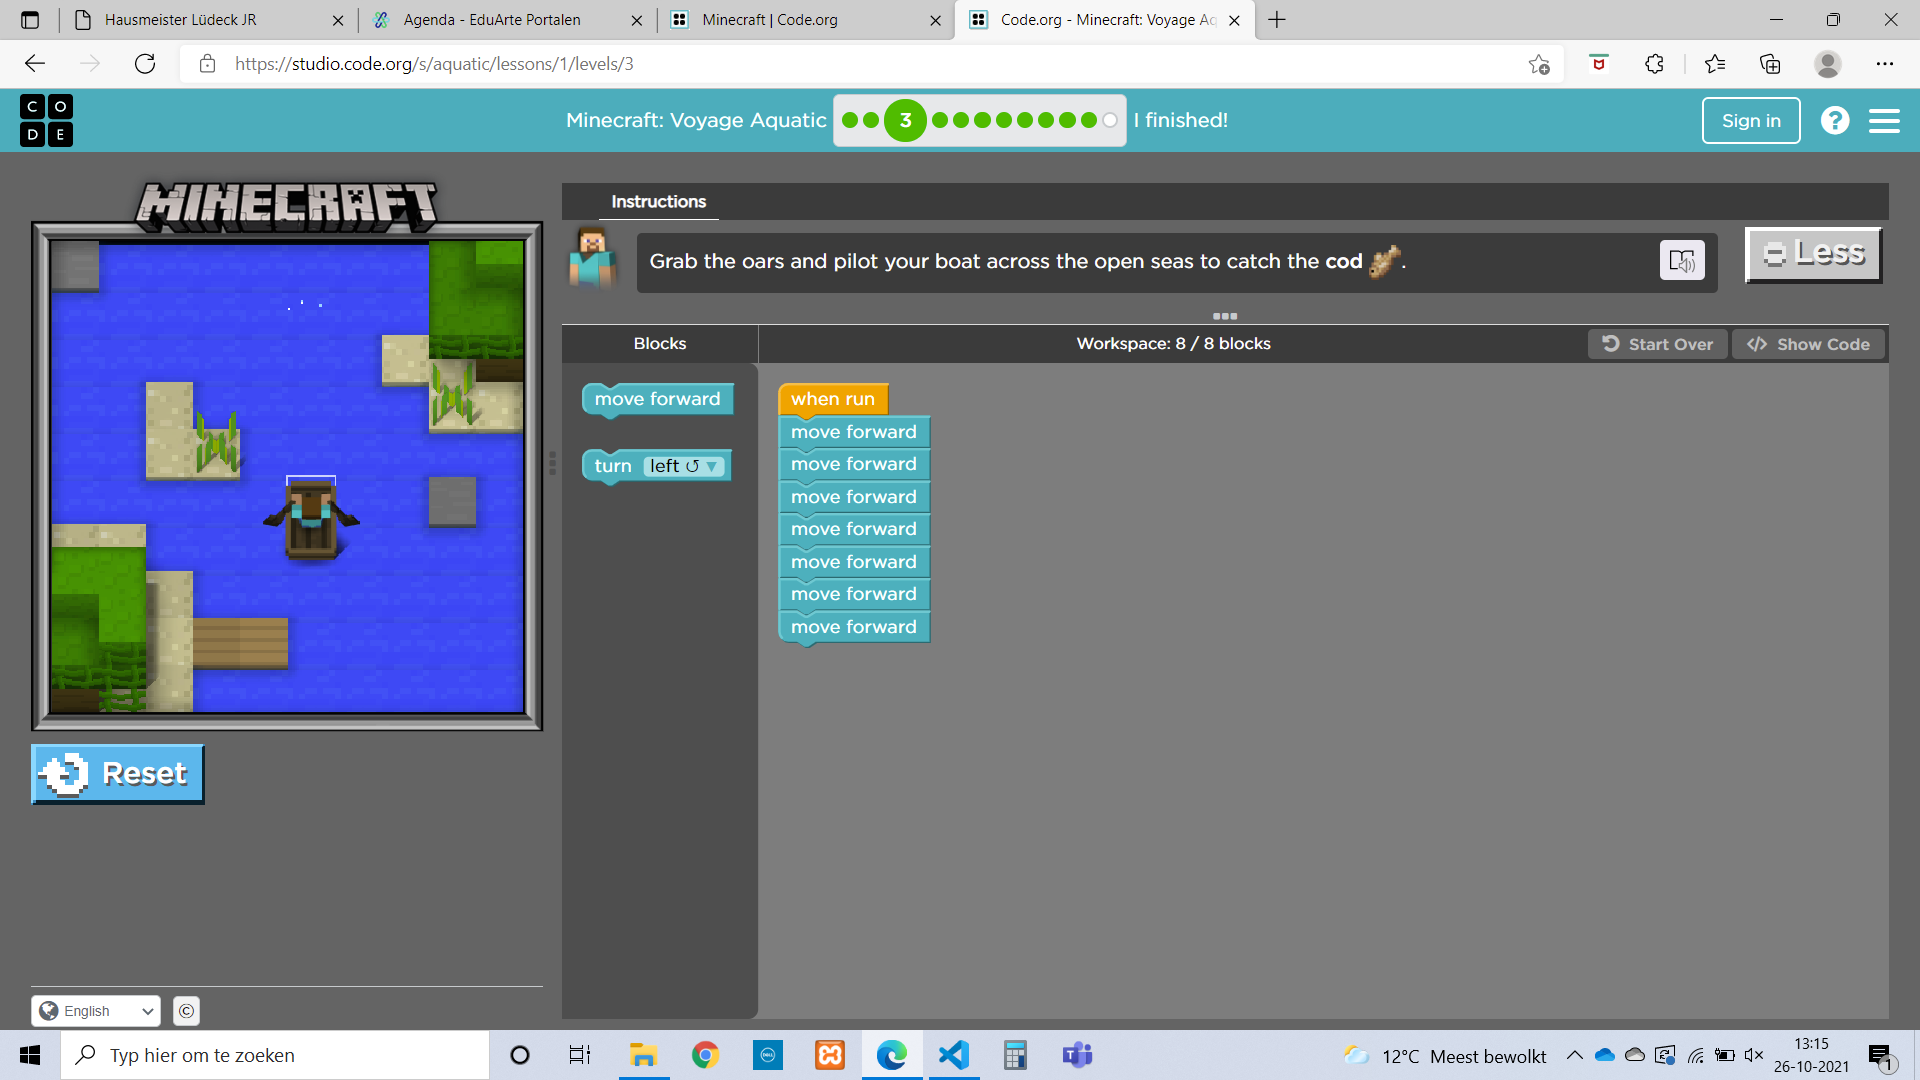 Hausmeister Lüdeck JR
Agenda - EduArte Portalen
Minecraft | Code.org
Code.org - Minecraft: Voyage Aq
https://studio.code.org/s/aquatic/lessons/1/levels/3
C O
D E
Minecraft: Voyage Aquatic
3
I finished!
Sign in
?
MINECRAFT
Instructions
Grab the oars and pilot your boat across the open seas to catch the cod .
Less
Blocks
Workspace: 8 / 8 blocks
Start Over
</> Show Code
move forward
turn left ↺ ▼
when run
move forward
move forward
move forward
move forward
move forward
move forward
move forward
Reset
English
©
Typ hier om te zoeken
DELL
12°C Meest bewolkt
13:15
26-10-2021
1